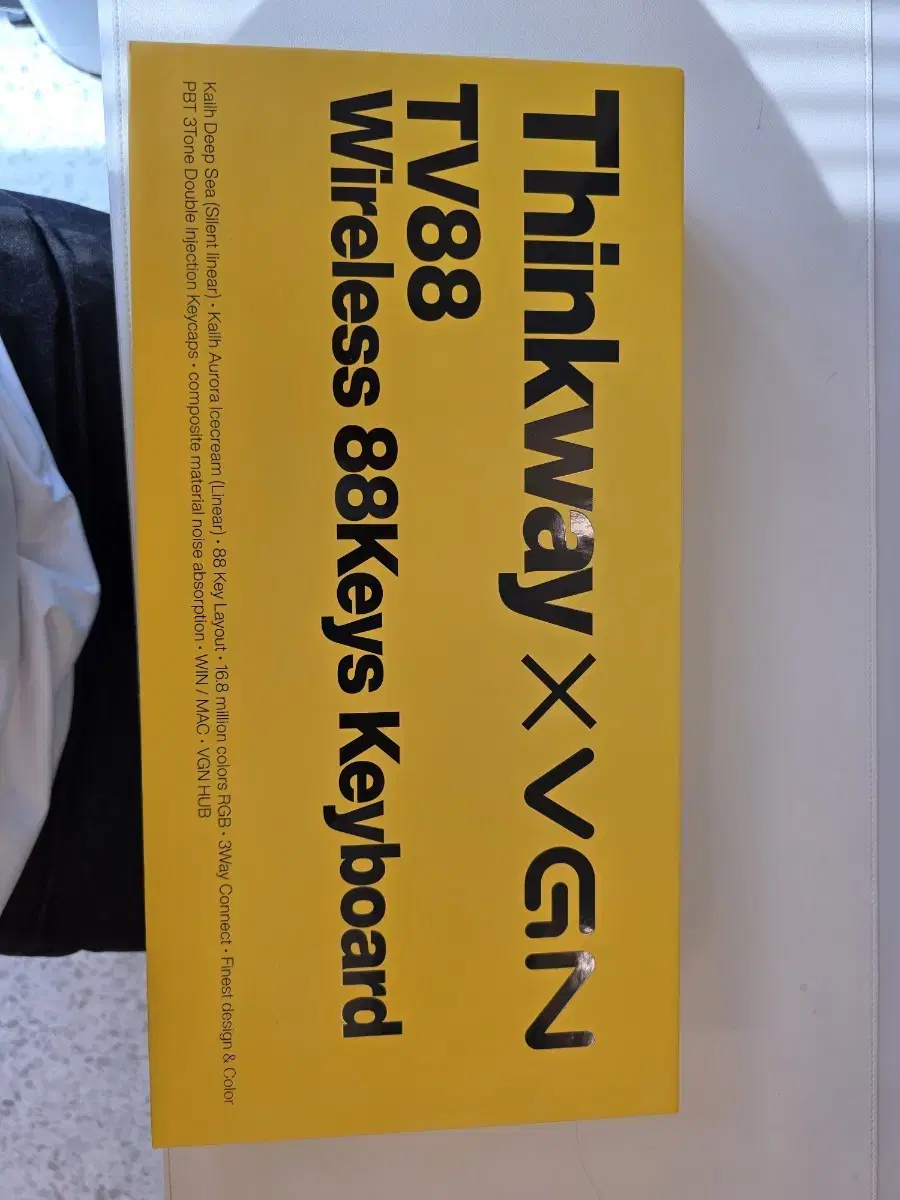 Thinkway × VGN
TV88
Wireless 88Keys Keyboard
Kailh Deep Sea (Silent linear) • Kailh Aurora Icecream (Linear) • 88 Key Layout • 16.8 million colors RGB • 3Way Connect • Finest design & Color
PBT 3Tone Double Injection Keycaps • composite material noise absorption • WIN / MAC • VGN HUB